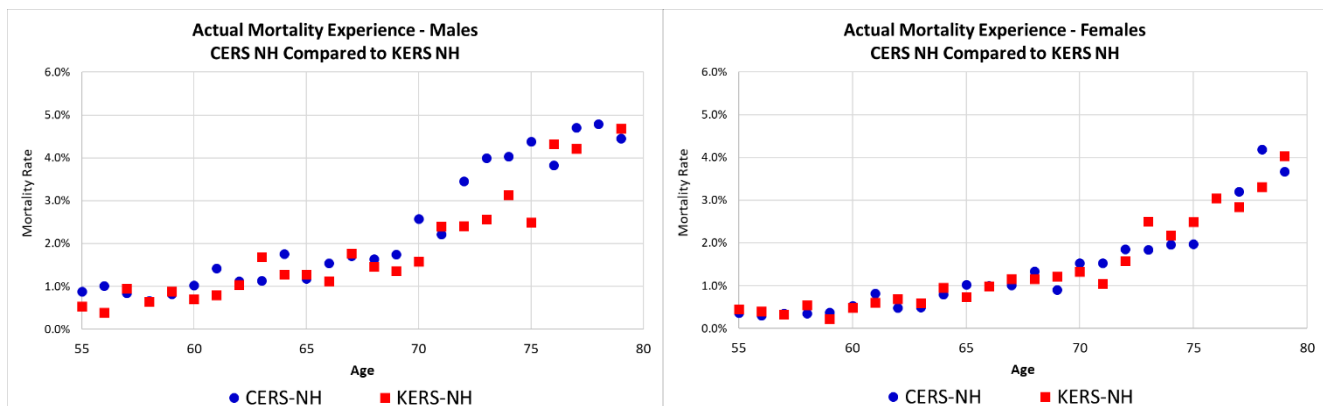 Actual Mortality Experience - Males
CERS NH Compared to KERS NH
6.0%
5.0%
4.0%
3.0%
2.0%
1.0%
0.0%
Mortality Rate
55 60 65 70 75 80
Age
CERS-NH KERS-NH
Actual Mortality Experience - Females
CERS NH Compared to KERS NH
6.0%
5.0%
4.0%
3.0%
2.0%
1.0%
0.0%
Mortality Rate
55 60 65 70 75 80
Age
CERS-NH KERS-NH